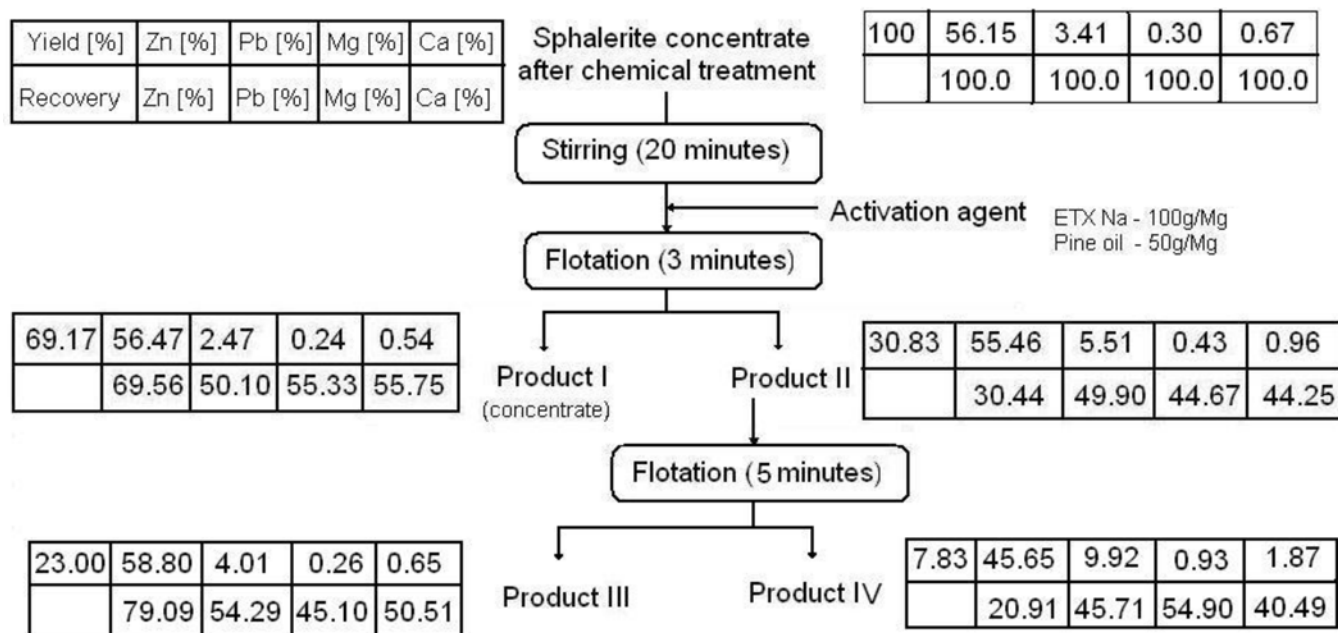 Yield [%] Zn [%] Pb [%] Mg [%] Ca [%]
Recovery Zn [%] Pb [%] Mg [%] Ca [%]
Sphalerite concentrate
after chemical treatment
100 56.15 3.41 0.30 0.67
100.0 100.0 100.0 100.0
Stirring (20 minutes)
Activation agent
ETX Na - 100g/Mg
Pine oil - 50g/Mg
Flotation (3 minutes)
69.17 56.47 2.47 0.24 0.54
69.56 50.10 55.33 55.75
Product I
(concentrate)
Product II
30.83 55.46 5.51 0.43 0.96
30.44 49.90 44.67 44.25
Flotation (5 minutes)
23.00 58.80 4.01 0.26 0.65
79.09 54.29 45.10 50.51
Product III
Product IV
7.83 45.65 9.92 0.93 1.87
20.91 45.71 54.90 40.49